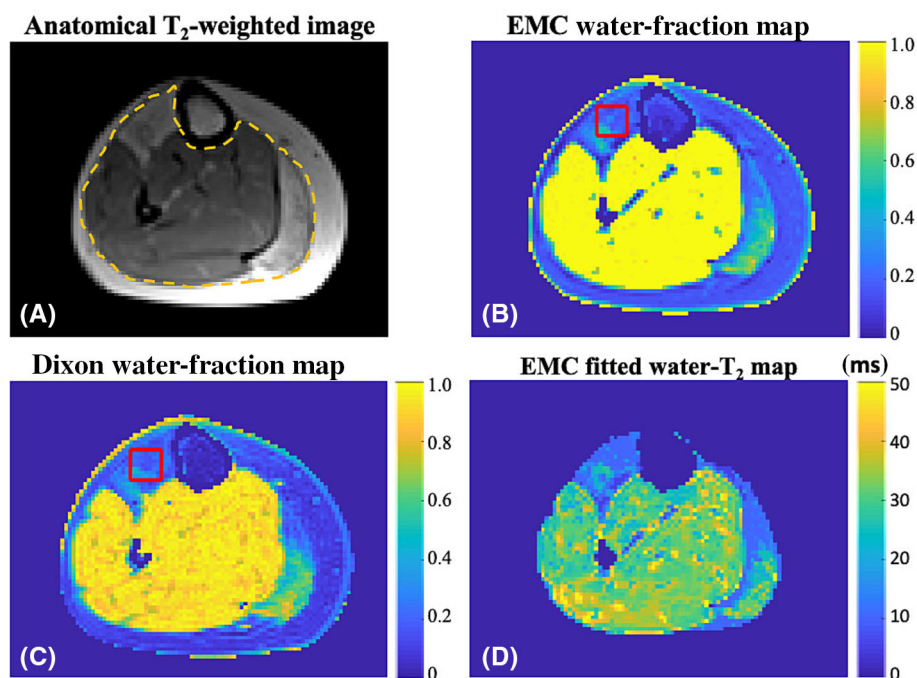 Anatomical T₂-weighted image
EMC water-fraction map
(A)
(B)
1.0
0.8
0.6
0.4
0.2
0
Dixon water-fraction map
EMC fitted water-T₂ map
(ms)
(C)
1.0
0.8
0.6
0.4
0.2
0
(D)
50
40
30
20
10
0